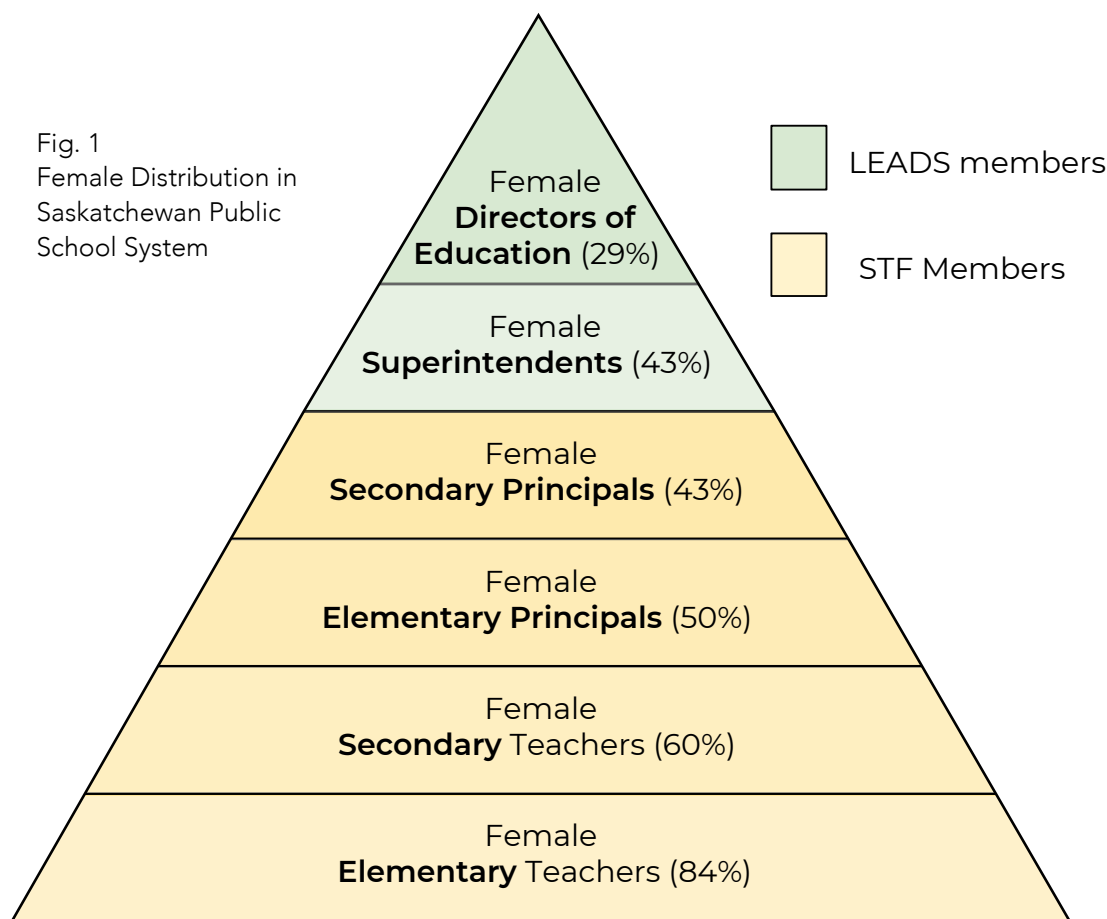 Fig. 1
Female Distribution in
Saskatchewan Public
School System
LEADS members
STF Members
Female
Directors of
Education (29%)
Female
Superintendents (43%)
Female
Secondary Principals (43%)
Female
Elementary Principals (50%)
Female
Secondary Teachers (60%)
Female
Elementary Teachers (84%)